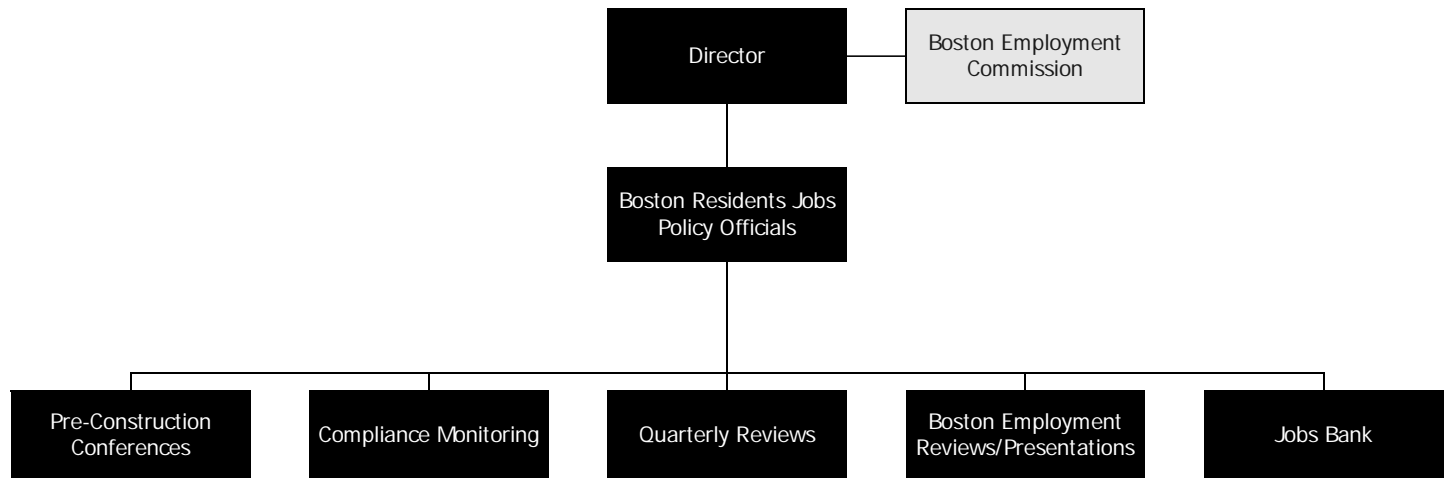 Director
Boston Employment
Commission
Boston Residents Jobs
Policy Officials
Pre-Construction
Conferences
Compliance Monitoring
Quarterly Reviews
Boston Employment
Reviews/Presentations
Jobs Bank